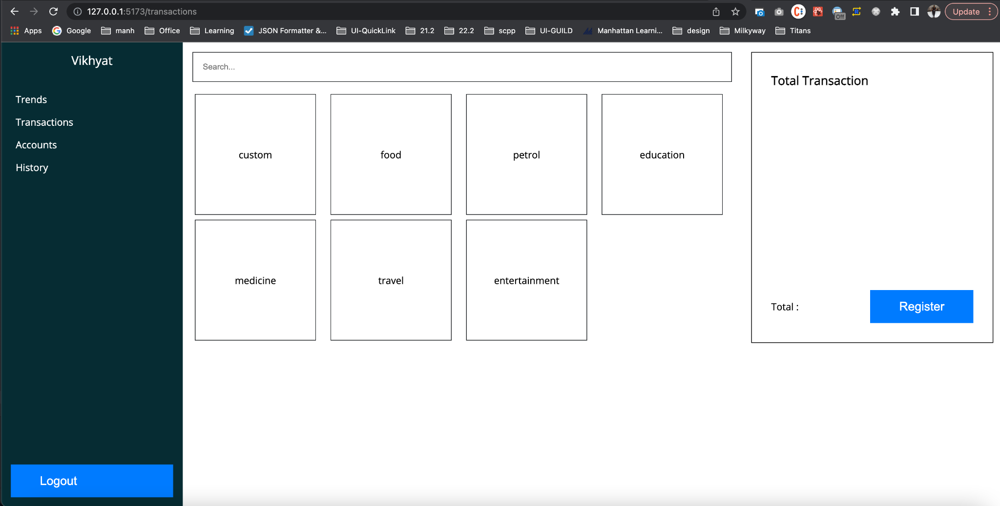 127.0.0.1:5173/transactions
Off
Update
Apps
Google
manh
Office
Learning
JSON Formatter &...
UI-QuickLink
21.2
22.2
scpp
UI-GUILD
Manhattan Learni...
design
Milkyway
Titans
Vikhyat
Trends
Transactions
Accounts
History
Logout
Search...
custom
food
petrol
education
medicine
travel
entertainment
Total Transaction
Total :
Register